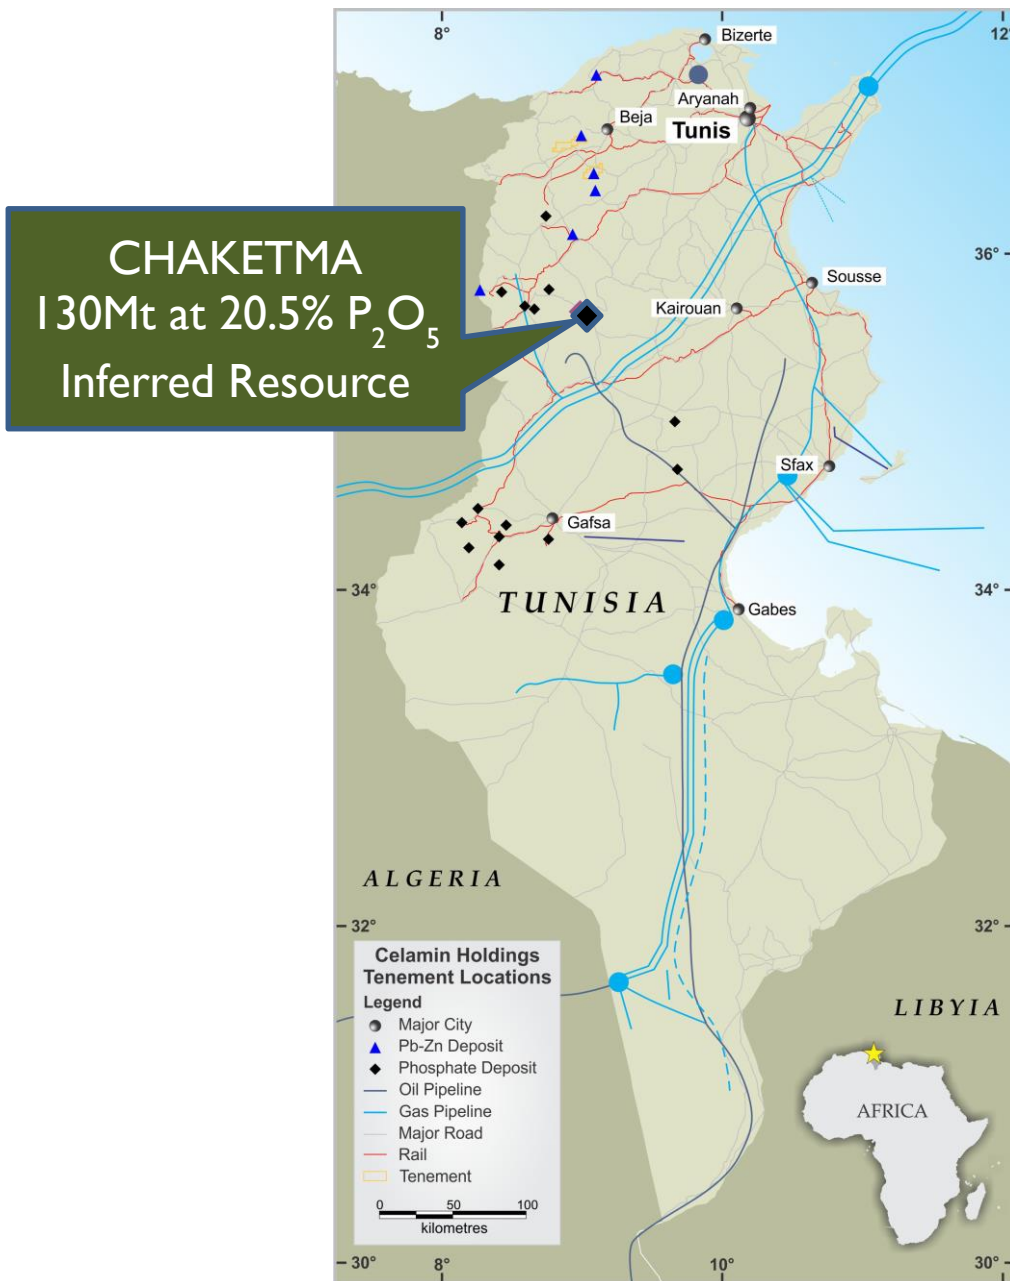 8°
10°
12°
Bizerte
Aryanah
Beja
Tunis
CHAKETMA
130Mt at 20.5% P₂O₅
Inferred Resource
36°
36°
Sousse
Kairouan
Sfax
Gafsa
34°
34°
TUNISIA
Gabes
ALGERIA
32°
32°
LIBYIA
Celamin Holdings
Tenement Locations
Legend
Major City
Pb-Zn Deposit
Phosphate Deposit
Oil Pipeline
Gas Pipeline
Major Road
Rail
Tenement
0 50 100
kilometres
AFRICA
30°
8°
10°
30°